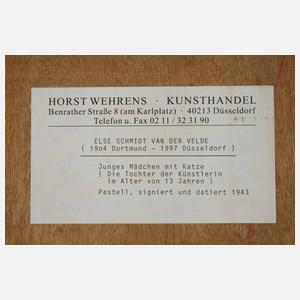 HORST WEHRENS · KUNSTHANDEL
Benrather Straße 8 (am Karlplatz) · 40213 Düsseldorf
Telefon u. Fax 02 11 / 32 31 90
ELSE SCHMIDT VAN DER VELDE
( 19o4 Dortmund - 1997 Düsseldorf )
Junges Mädchen mit Katze
( Die Tochter der Künstlerin
im Alter von 13 Jahren )
Pastell, signiert und datiert 1943